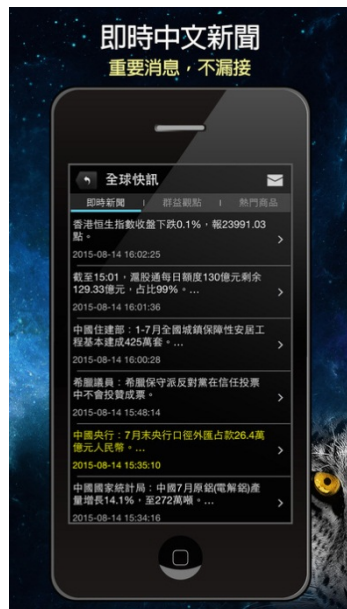 即時中文新聞
重要消息，不漏接
全球快訊
即時新聞 | 群益觀點 | 熱門商品
香港恒生指數收盤下跌0.1%，報23991.03
點。
2015-08-14 16:02:25
截至15:01，滬股通每日額度130億元剩余
129.33億元，占比99%。...
2015-08-14 16:01:36
中國住建部：1-7月全國城鎮保障性安居工
程基本建成425萬套。...
2015-08-14 16:00:28
希臘議員：希臘保守派反對黨在信任投票
中不會投贊成票。
2015-08-14 15:48:14
中國央行：7月末央行口徑外匯占款26.4萬
億元人民幣。...
2015-08-14 15:35:10
中國國家統計局：中國7月原鋁(電解鋁)產
量增長14.1%，至272萬噸。...
2015-08-14 15:34:16